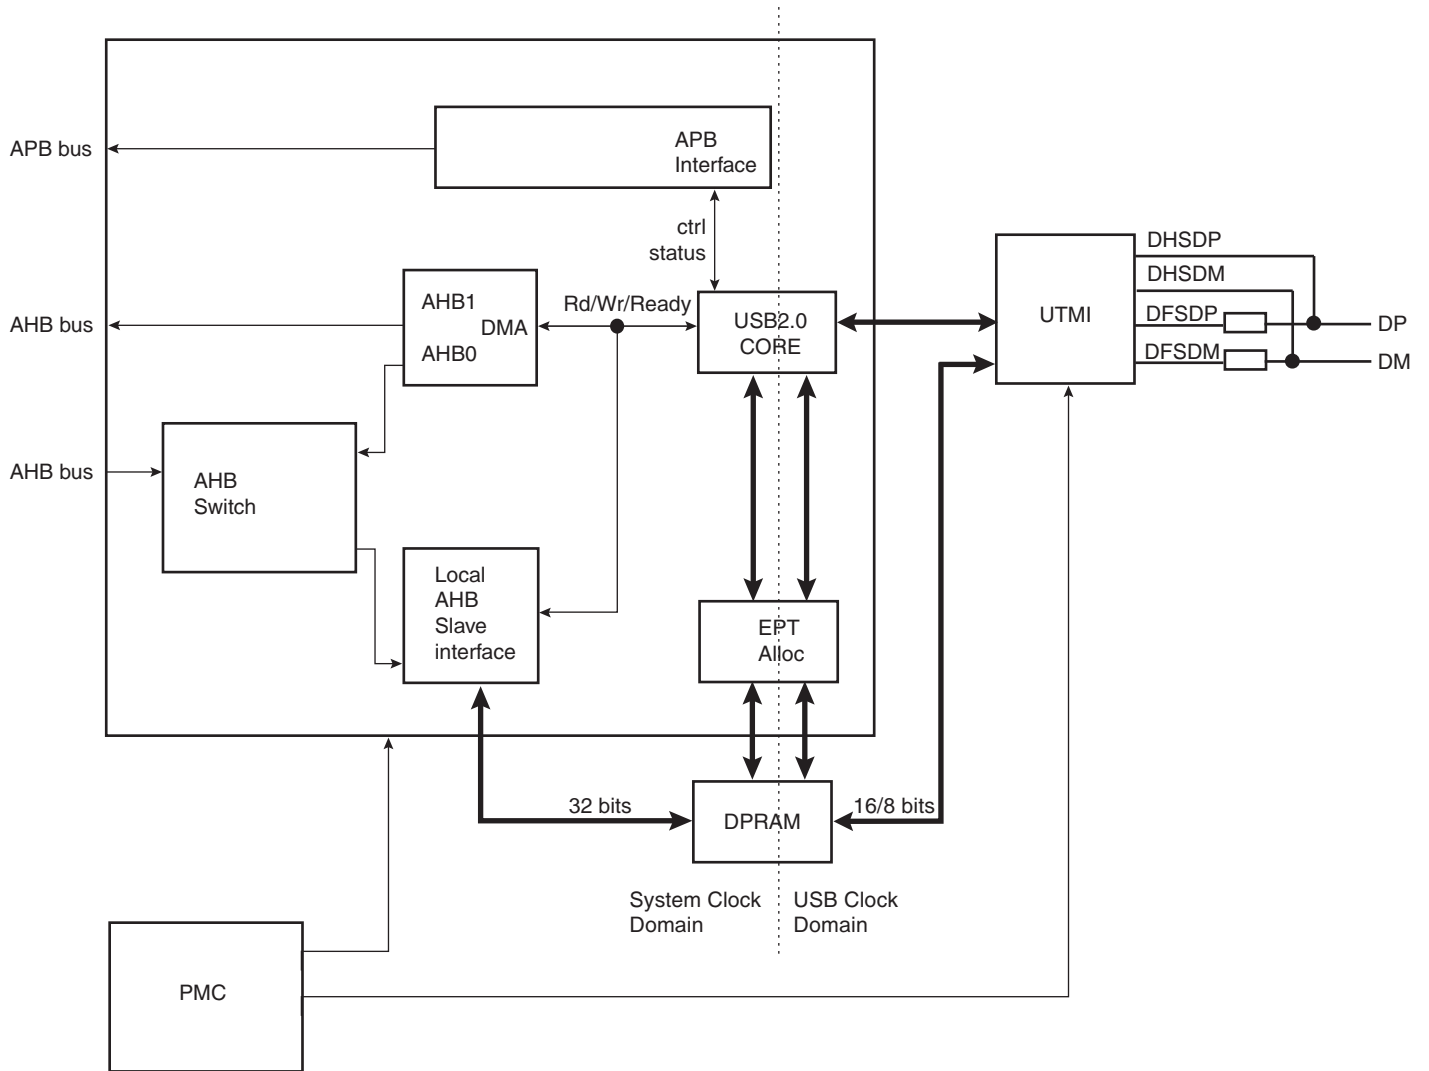 APB bus
APB
Interface
ctrl
status
AHB bus
AHB1
DMA
AHB0
Rd/Wr/Ready
USB2.0
CORE
UTMI
DHSDP
DHSDM
DFSDP
DFSDM
DP
DM
AHB bus
AHB
Switch
Local
AHB
Slave
interface
EPT
Alloc
32 bits
DPRAM
16/8 bits
System Clock
Domain
USB Clock
Domain
PMC